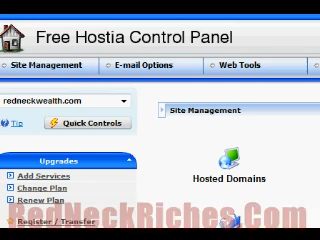 Free Hostia Control Panel
Site Management E-mail Options Web Tools
redneckwealth.com
Tip Quick Controls
Site Management
Upgrades
Add Services
Change Plan
Renew Plan
Register / Transfer
Hosted Domains
RedNeckRiches.Com